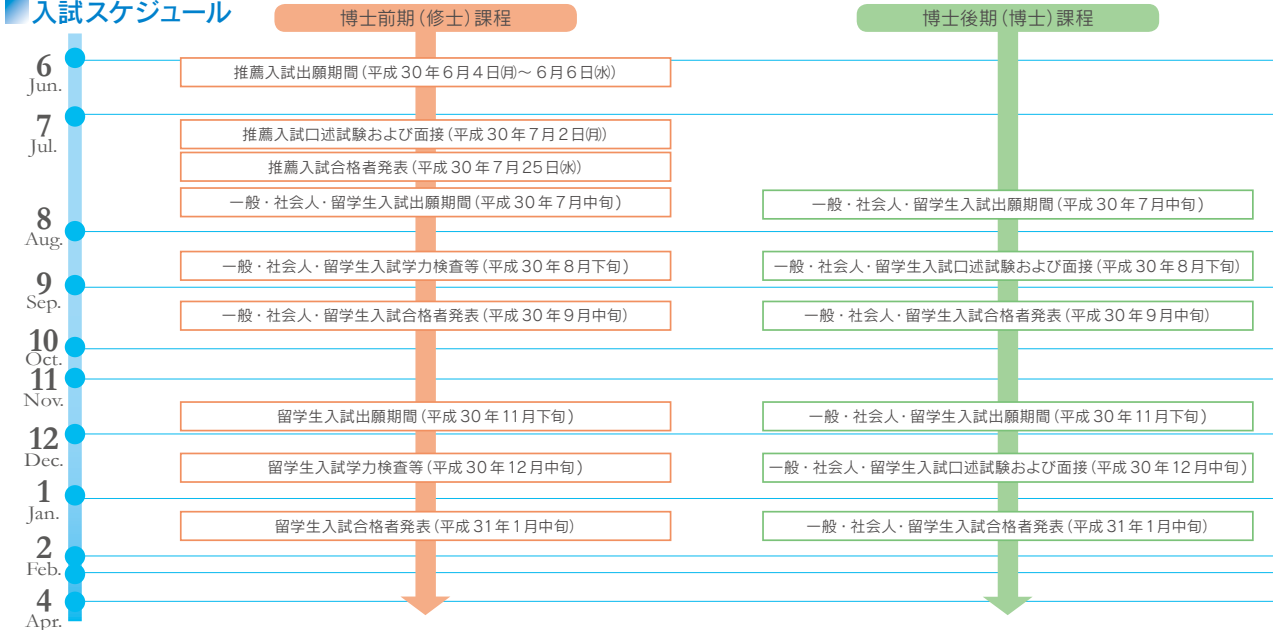 入試スケジュール
博士前期(修士)課程
博士後期(博士)課程
6
Jun.
推薦入試出願期間(平成30年6月4日㈪～6月6日㈬)
7
Jul.
推薦入試口述試験および面接(平成30年7月2日㈪)
推薦入試合格者発表(平成30年7月25日㈬)
一般・社会人・留学生入試出願期間(平成30年7月中旬)
一般・社会人・留学生入試出願期間(平成30年7月中旬)
8
Aug.
一般・社会人・留学生入試学力検査等(平成30年8月下旬)
一般・社会人・留学生入試口述試験および面接(平成30年8月下旬)
9
Sep.
一般・社会人・留学生入試合格者発表(平成30年9月中旬)
一般・社会人・留学生入試合格者発表(平成30年9月中旬)
10
Oct.
11
Nov.
留学生入試出願期間(平成30年11月下旬)
一般・社会人・留学生入試出願期間(平成30年11月下旬)
12
Dec.
留学生入試学力検査等(平成30年12月中旬)
一般・社会人・留学生入試口述試験および面接(平成30年12月中旬)
1
Jan.
留学生入試合格者発表(平成31年1月中旬)
一般・社会人・留学生入試合格者発表(平成31年1月中旬)
2
Feb.
4
Apr.